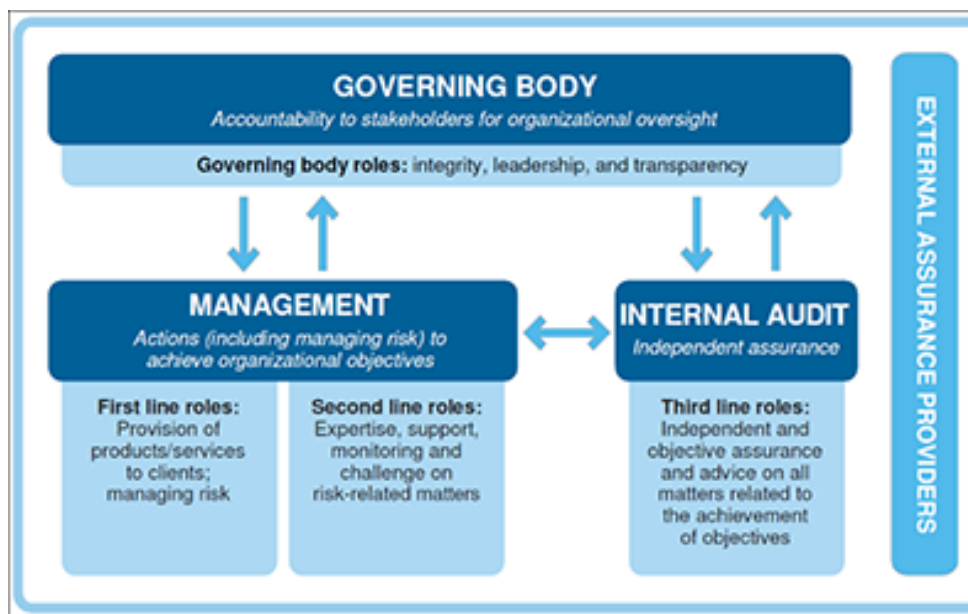 GOVERNING BODY
Accountability to stakeholders for organizational oversight
Governing body roles: integrity, leadership, and transparency
MANAGEMENT
Actions (including managing risk) to
achieve organizational objectives
First line roles:
Provision of
products/services
to clients;
managing risk
Second line roles:
Expertise, support,
monitoring and
challenge on
risk-related matters
INTERNAL AUDIT
Independent assurance
Third line roles:
Independent and
objective assurance
and advice on all
matters related to
the achievement
of objectives
EXTERNAL ASSURANCE PROVIDERS